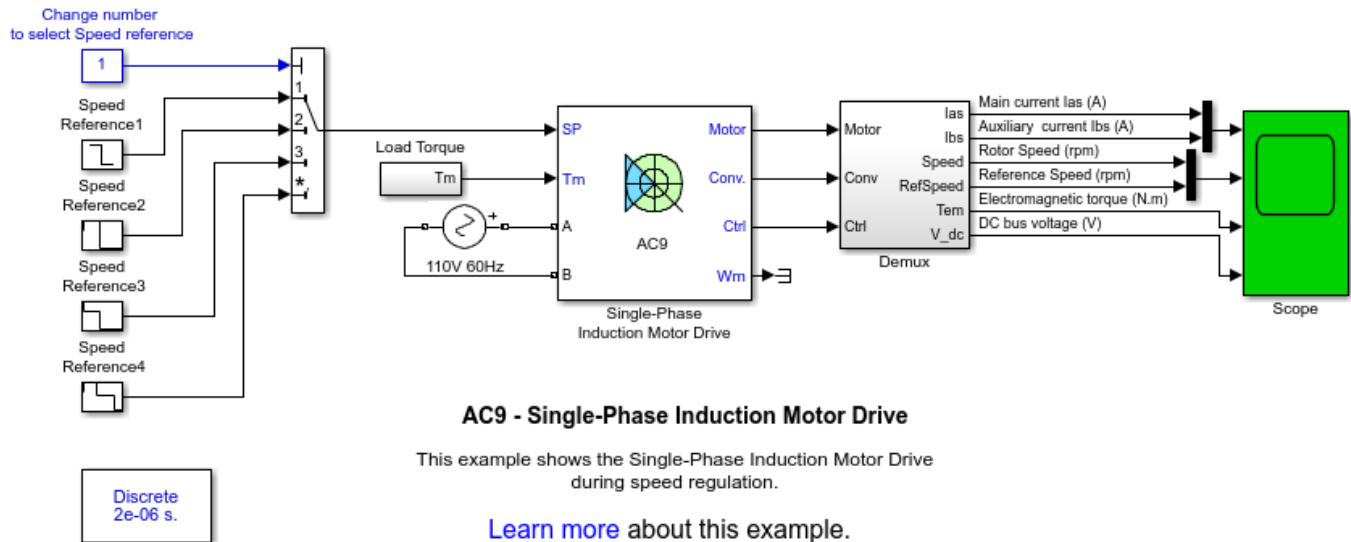 Change number
to select Speed reference
1
Speed
Reference1
Speed
Reference2
Speed
Reference3
Speed
Reference4
1
2
3
*
Load Torque
Tm
110V 60Hz
+
SP
Tm
A
B
Motor
Conv.
Ctrl
Wm
AC9
Single-Phase
Induction Motor Drive
Motor
Conv
Ctrl
Ias
Ibs
Speed
RefSpeed
Tem
V_dc
Demux
Main current Ias (A)
Auxiliary current Ibs (A)
Rotor Speed (rpm)
Reference Speed (rpm)
Electromagnetic torque (N.m)
DC bus voltage (V)
Scope
AC9 - Single-Phase Induction Motor Drive
This example shows the Single-Phase Induction Motor Drive
during speed regulation.
Learn more about this example.
Discrete
2e-06 s.